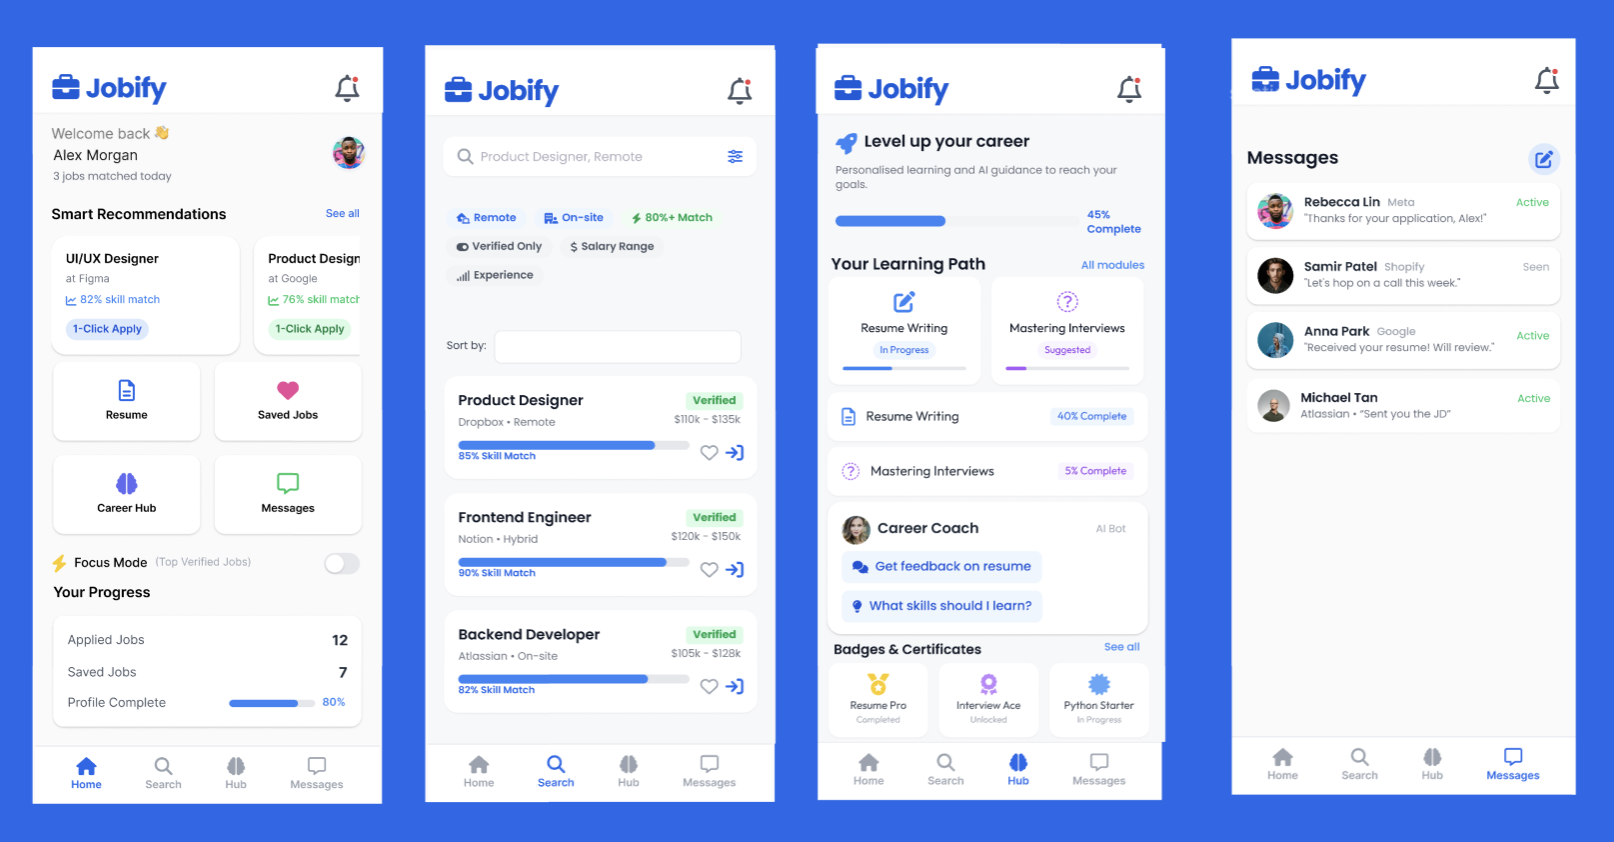 Jobify
Welcome back 👋
Alex Morgan
3 jobs matched today
Smart Recommendations
See all
UI/UX Designer
at Figma
82% skill match
1-Click Apply
Product Desigr
at Google
76% skill match
1-Click Apply
Resume
Saved Jobs
Career Hub
Messages
Focus Mode (Top Verified Jobs)
Your Progress
Applied Jobs 12
Saved Jobs 7
Profile Complete 80%
Home Search Hub Messages
Jobify
Product Designer, Remote
Remote On-site 80%+ Match
Verified Only $ Salary Range
Experience
Sort by:
Product Designer Verified
Dropbox • Remote $110k - $135k
85% Skill Match
Frontend Engineer Verified
Notion • Hybrid $120k - $150k
90% Skill Match
Backend Developer Verified
Atlassian • On-site $105k - $128k
82% Skill Match
Home Search Hub Messages
Jobify
Level up your career
Personalised learning and AI guidance to reach your
goals.
45%
Complete
Your Learning Path All modules
Resume Writing
In Progress
Mastering Interviews
Suggested
Resume Writing 40% Complete
Mastering Interviews 5% Complete
Career Coach AI Bot
Get feedback on resume
What skills should I learn?
Badges & Certificates See all
Resume Pro
Completed
Interview Ace
Unlocked
Python Starter
In Progress
Home Search Hub Messages
Jobify
Messages
Rebecca Lin Meta Active
"Thanks for your application, Alex!"
Samir Patel Shopify Seen
"Let's hop on a call this week."
Anna Park Google Active
"Received your resume! Will review."
Michael Tan Active
Atlassian • “Sent you the JD”
Home Search Hub Messages